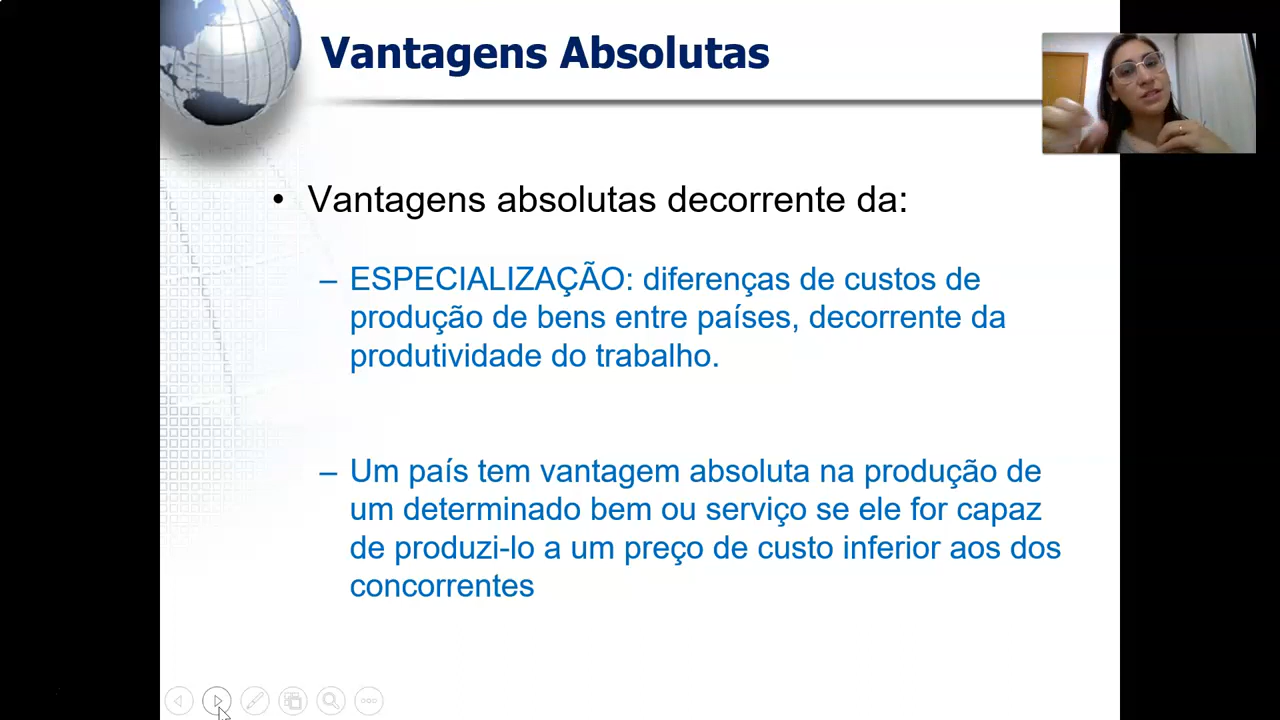 Vantagens Absolutas
• Vantagens absolutas decorrente da:
– ESPECIALIZAÇÃO: diferenças de custos de
produção de bens entre países, decorrente da
produtividade do trabalho.
– Um país tem vantagem absoluta na produção de
um determinado bem ou serviço se ele for capaz
de produzi-lo a um preço de custo inferior aos dos
concorrentes